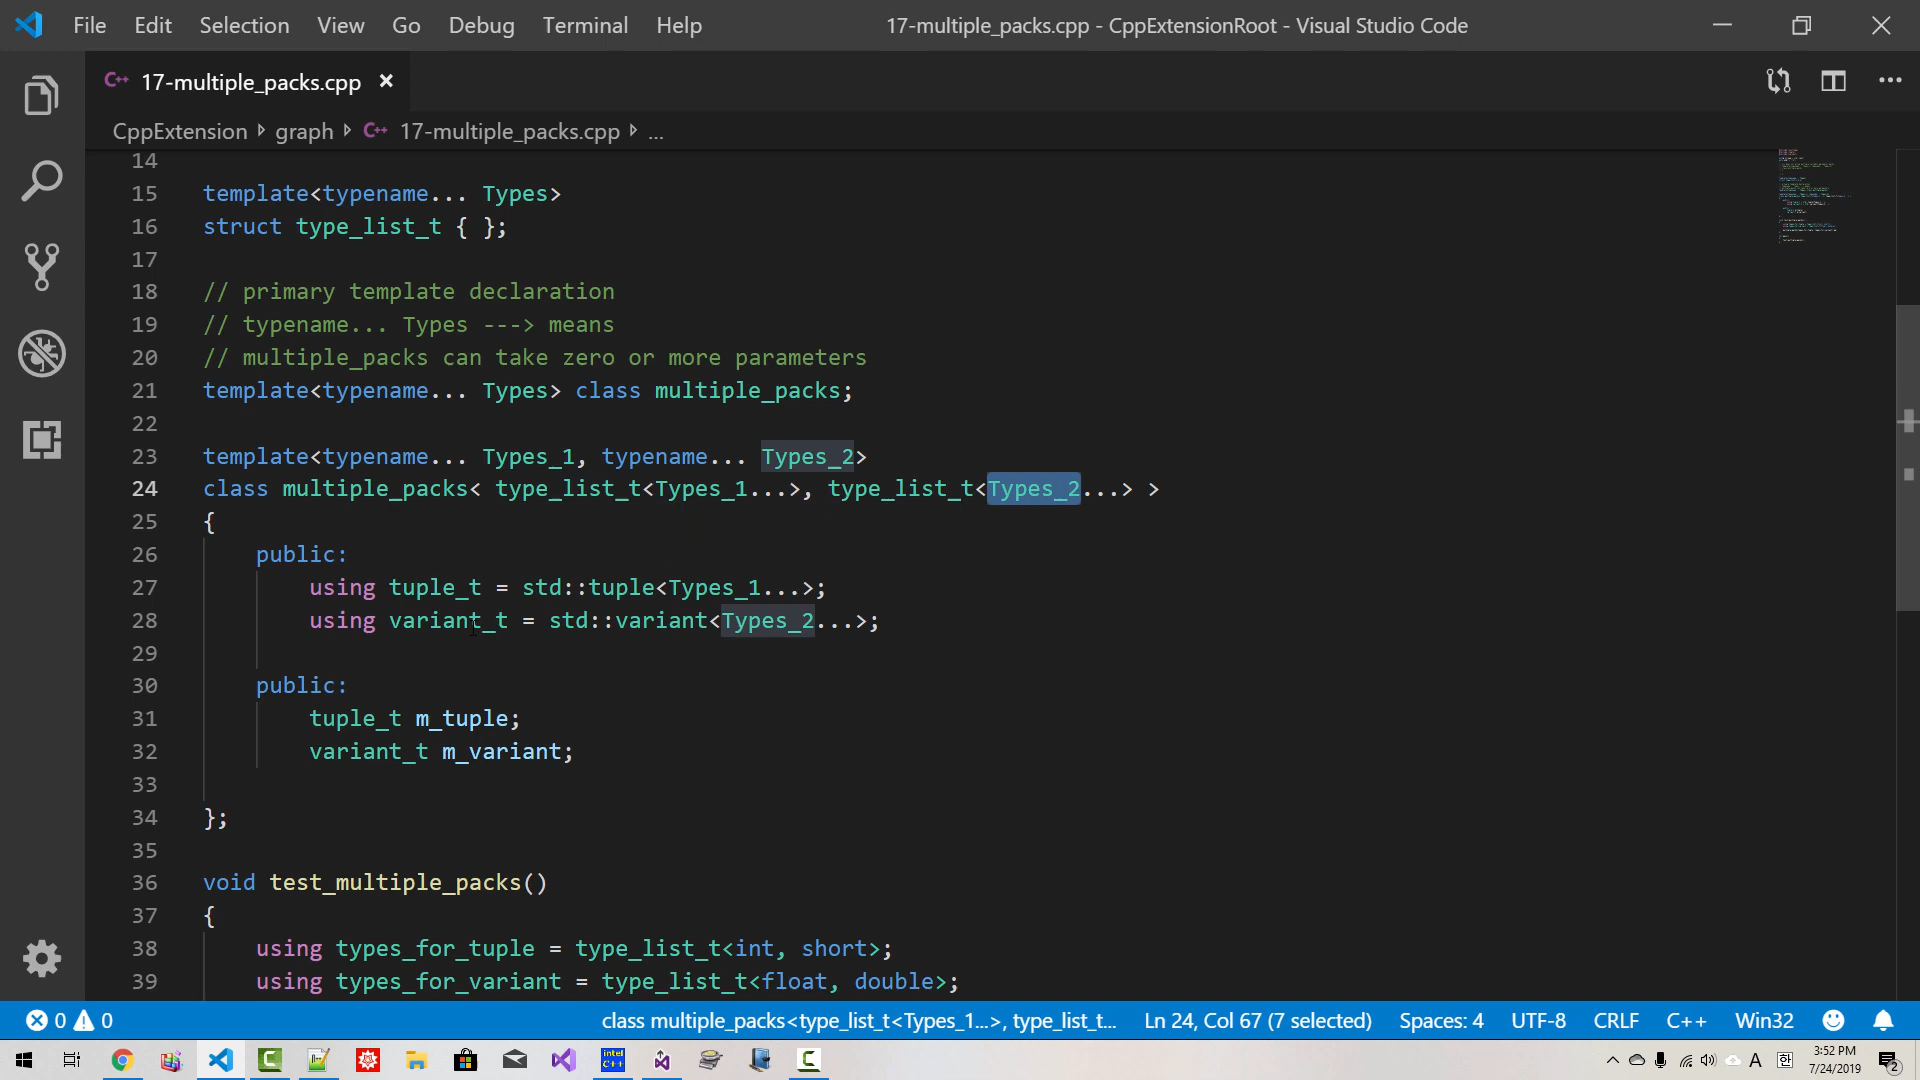 File Edit Selection View Go Debug Terminal Help 17-multiple_packs.cpp - CppExtensionRoot - Visual Studio Code
C++ 17-multiple_packs.cpp
CppExtension graph C++ 17-multiple_packs.cpp ...
14
15 template<typename... Types>
16 struct type_list_t { };
17
18 // primary template declaration
19 // typename... Types ---> means
20 // multiple_packs can take zero or more parameters
21 template<typename... Types> class multiple_packs;
22
23 template<typename... Types_1, typename... Types_2>
24 class multiple_packs< type_list_t<Types_1...>, type_list_t<Types_2...> >
25 {
26 public:
27 using tuple_t = std::tuple<Types_1...>;
28 using variant_t = std::variant<Types_2...>;
29
30 public:
31 tuple_t m_tuple;
32 variant_t m_variant;
33
34 };
35
36 void test_multiple_packs()
37 {
38 using types_for_tuple = type_list_t<int, short>;
39 using types_for_variant = type_list_t<float, double>;
0 0 class multiple_packs<type_list_t<Types_1...>, type_list_t... Ln 24, Col 67 (7 selected) Spaces: 4 UTF-8 CRLF C++ Win32
intel C++ A 한 3:52 PM
7/24/2019 2